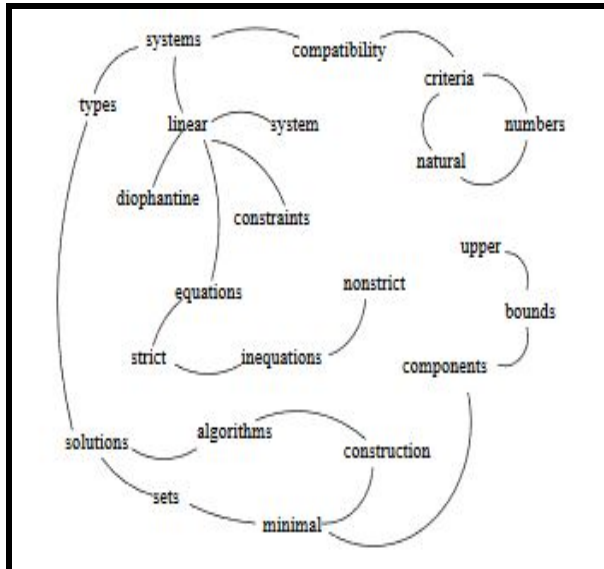 systems
compatibility
criteria
types
linear
system
numbers
natural
diophantine
constraints
upper
equations
nonstrict
bounds
strict
inequations
components
solutions
algorithms
construction
sets
minimal